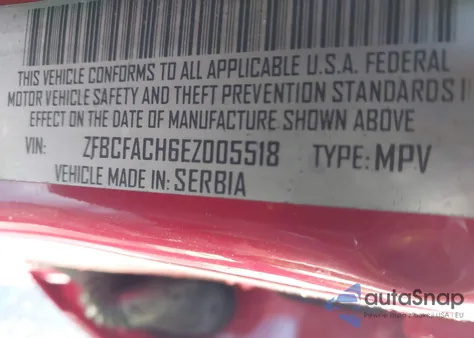 THIS VEHICLE CONFORMS TO ALL APPLICABLE U.S.A. FEDERAL
MOTOR VEHICLE SAFETY AND THEFT PREVENTION STANDARDS I
EFFECT ON THE DATE OF MANUFACTURE SHOWN ABOVE
VIN: ZFBCFACH6EZ005518 TYPE: MPV
VEHICLE MADE IN: SERBIA
autoSnap